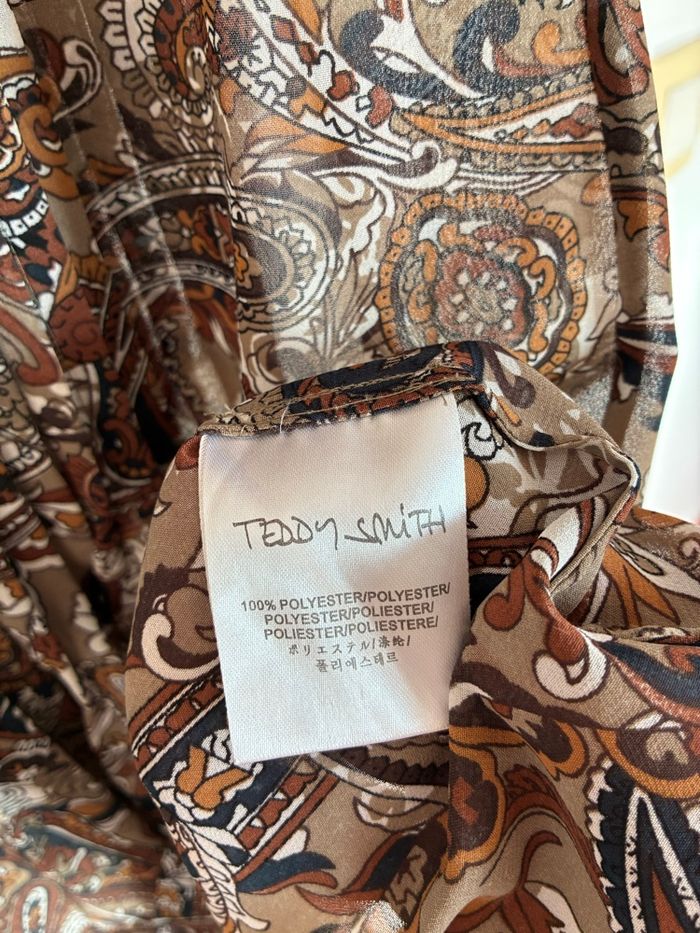 TEDDY SMITH
100% POLYESTER/POLYESTER/
POLYESTER/POLIESTER/
POLIESTER/POLIESTERE/
ポリエステル/涤纶/
폴리에스테르